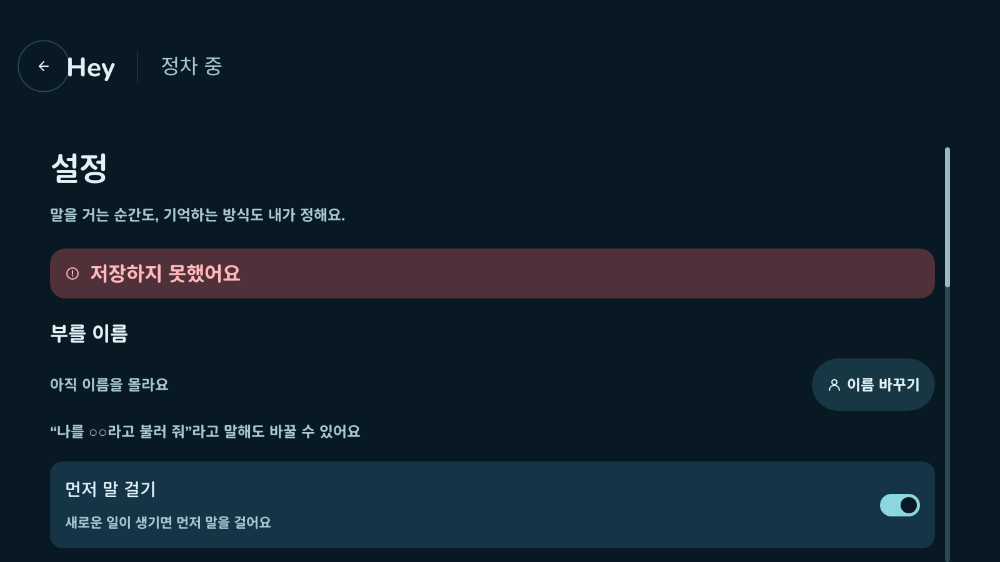 Hey
정차 중
설정
말을 거는 순간도, 기억하는 방식도 내가 정해요.
저장하지 못했어요
부를 이름
아직 이름을 몰라요
이름 바꾸기
“나를 ○○라고 불러 줘”라고 말해도 바꿀 수 있어요
먼저 말 걸기
새로운 일이 생기면 먼저 말을 걸어요